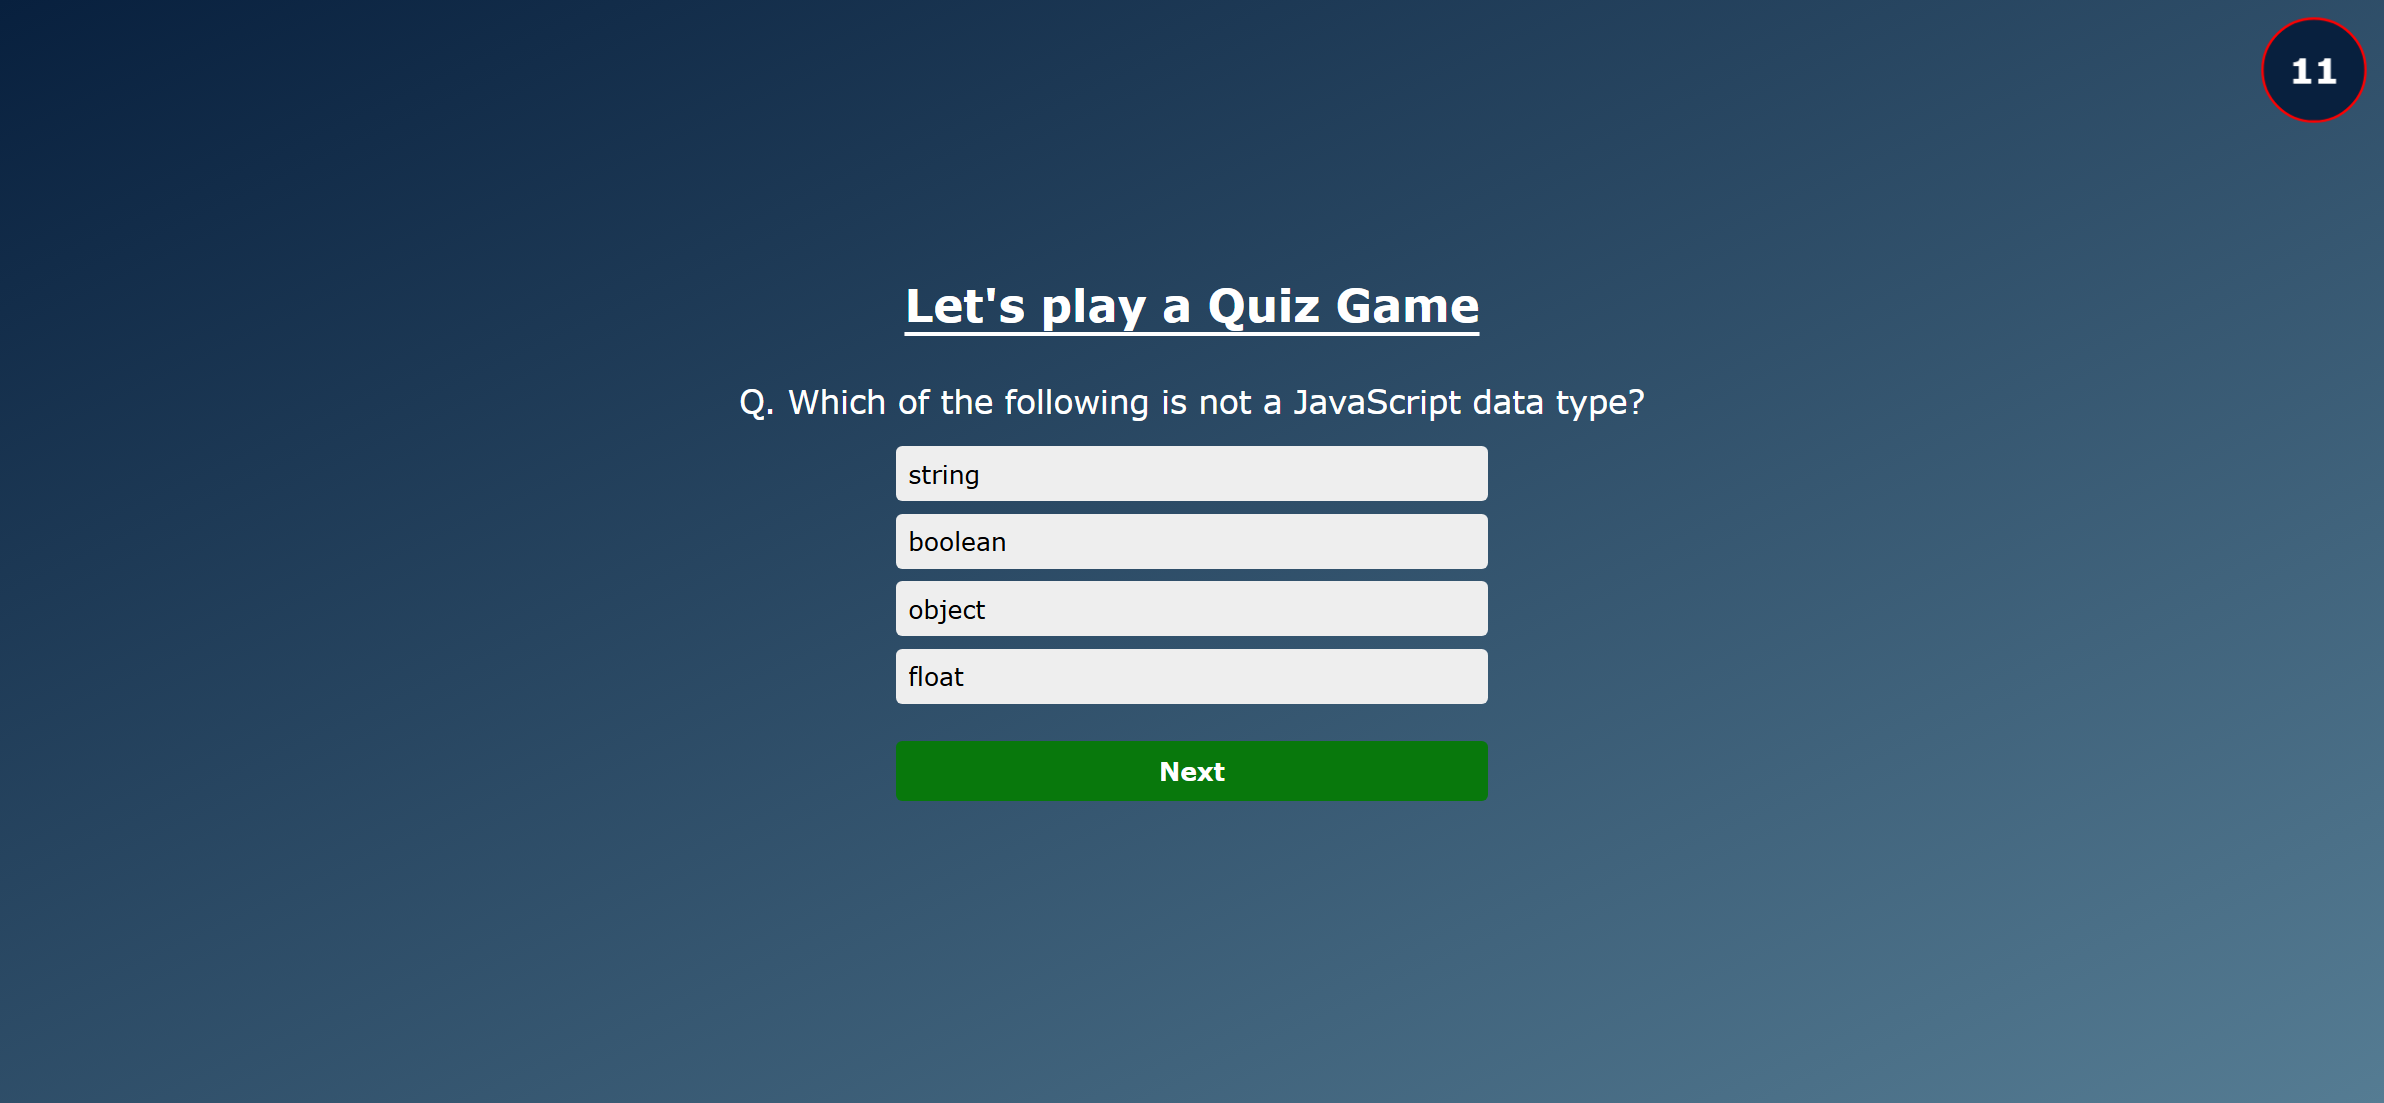 11
Let's play a Quiz Game
Q. Which of the following is not a JavaScript data type?
string
boolean
object
float
Next